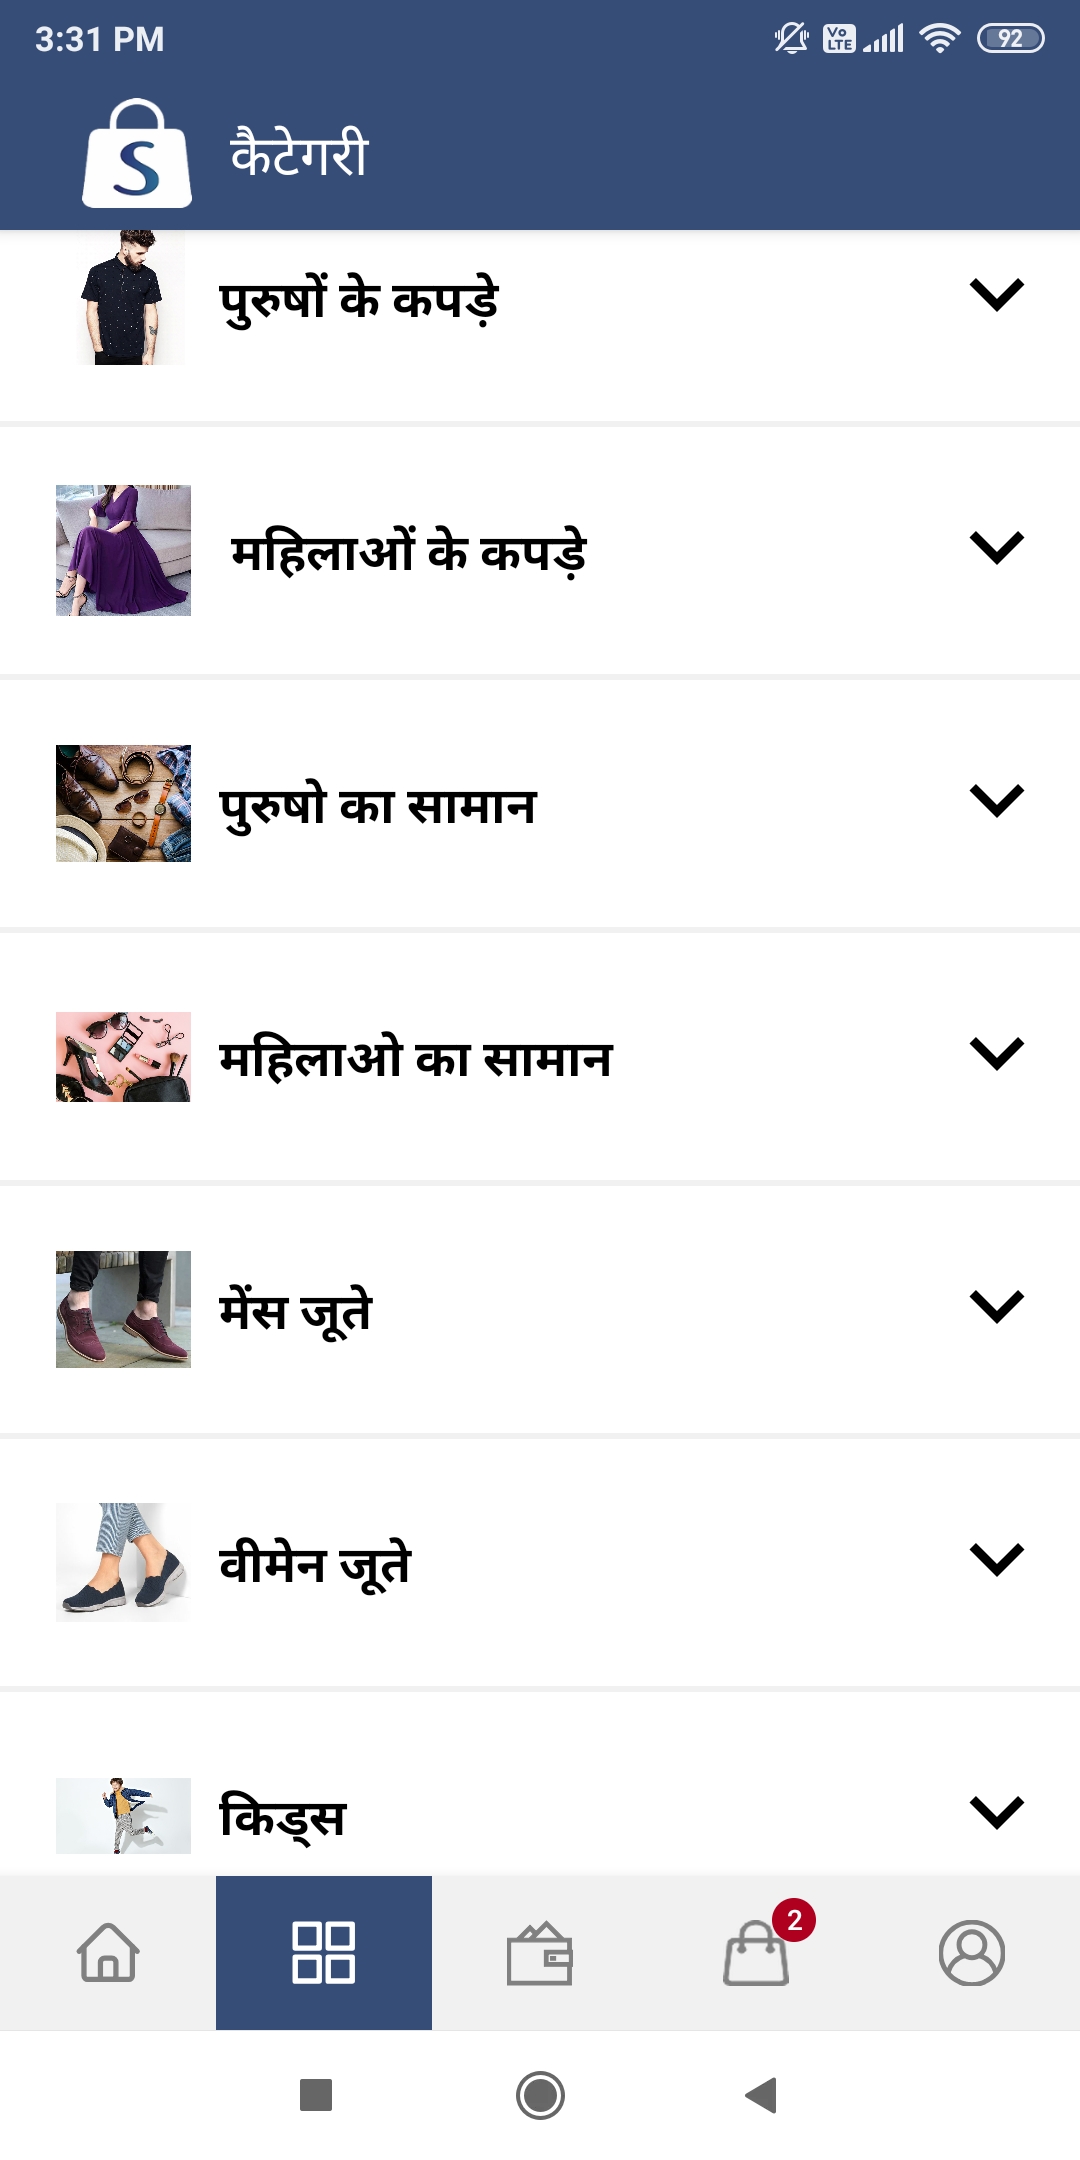 3:31 PM
Vo
LTE
92
S
कैटेगरी
पुरुषों के कपड़े
महिलाओं के कपड़े
पुरुषो का सामान
महिलाओ का सामान
मेंस जूते
वीमेन जूते
किड्स
2